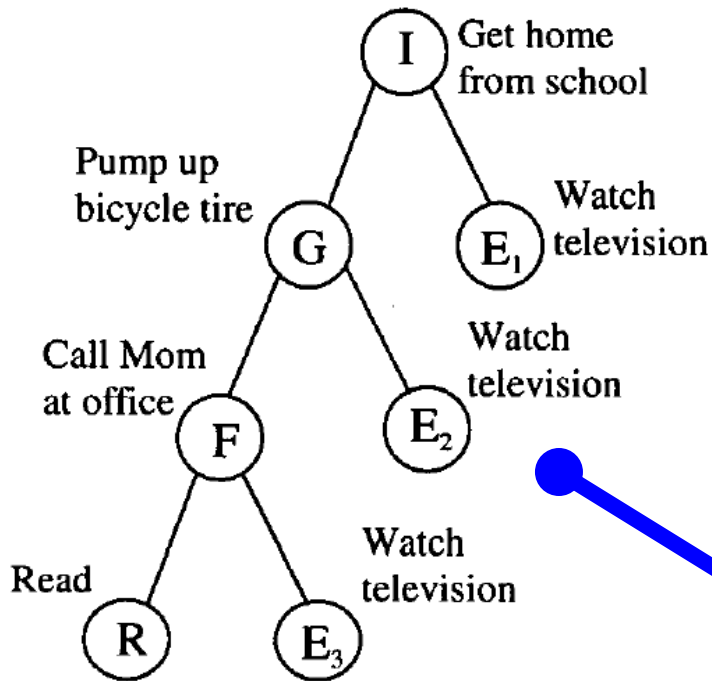 I
Get home
from school
Pump up
bicycle tire
G
E₁
Watch
television
Call Mom
at office
F
E₂
Watch
television
Read
R
E₃
Watch
television